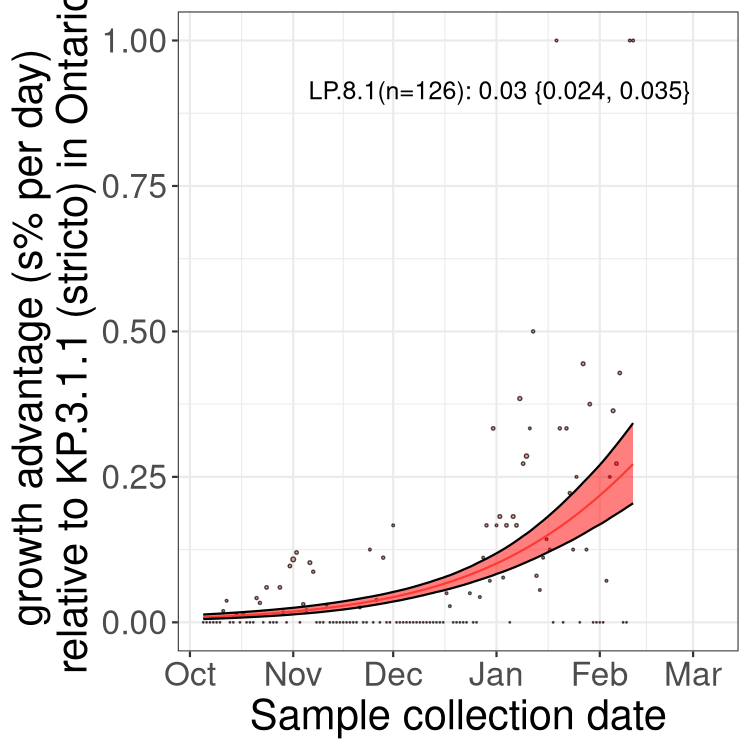 growth advantage (s% per day)
relative to KP.3.1.1 (stricto) in Ontario
1.00
0.75
0.50
0.25
0.00
LP.8.1(n=126): 0.03 {0.024, 0.035}
Oct Nov Dec Jan Feb Mar
Sample collection date